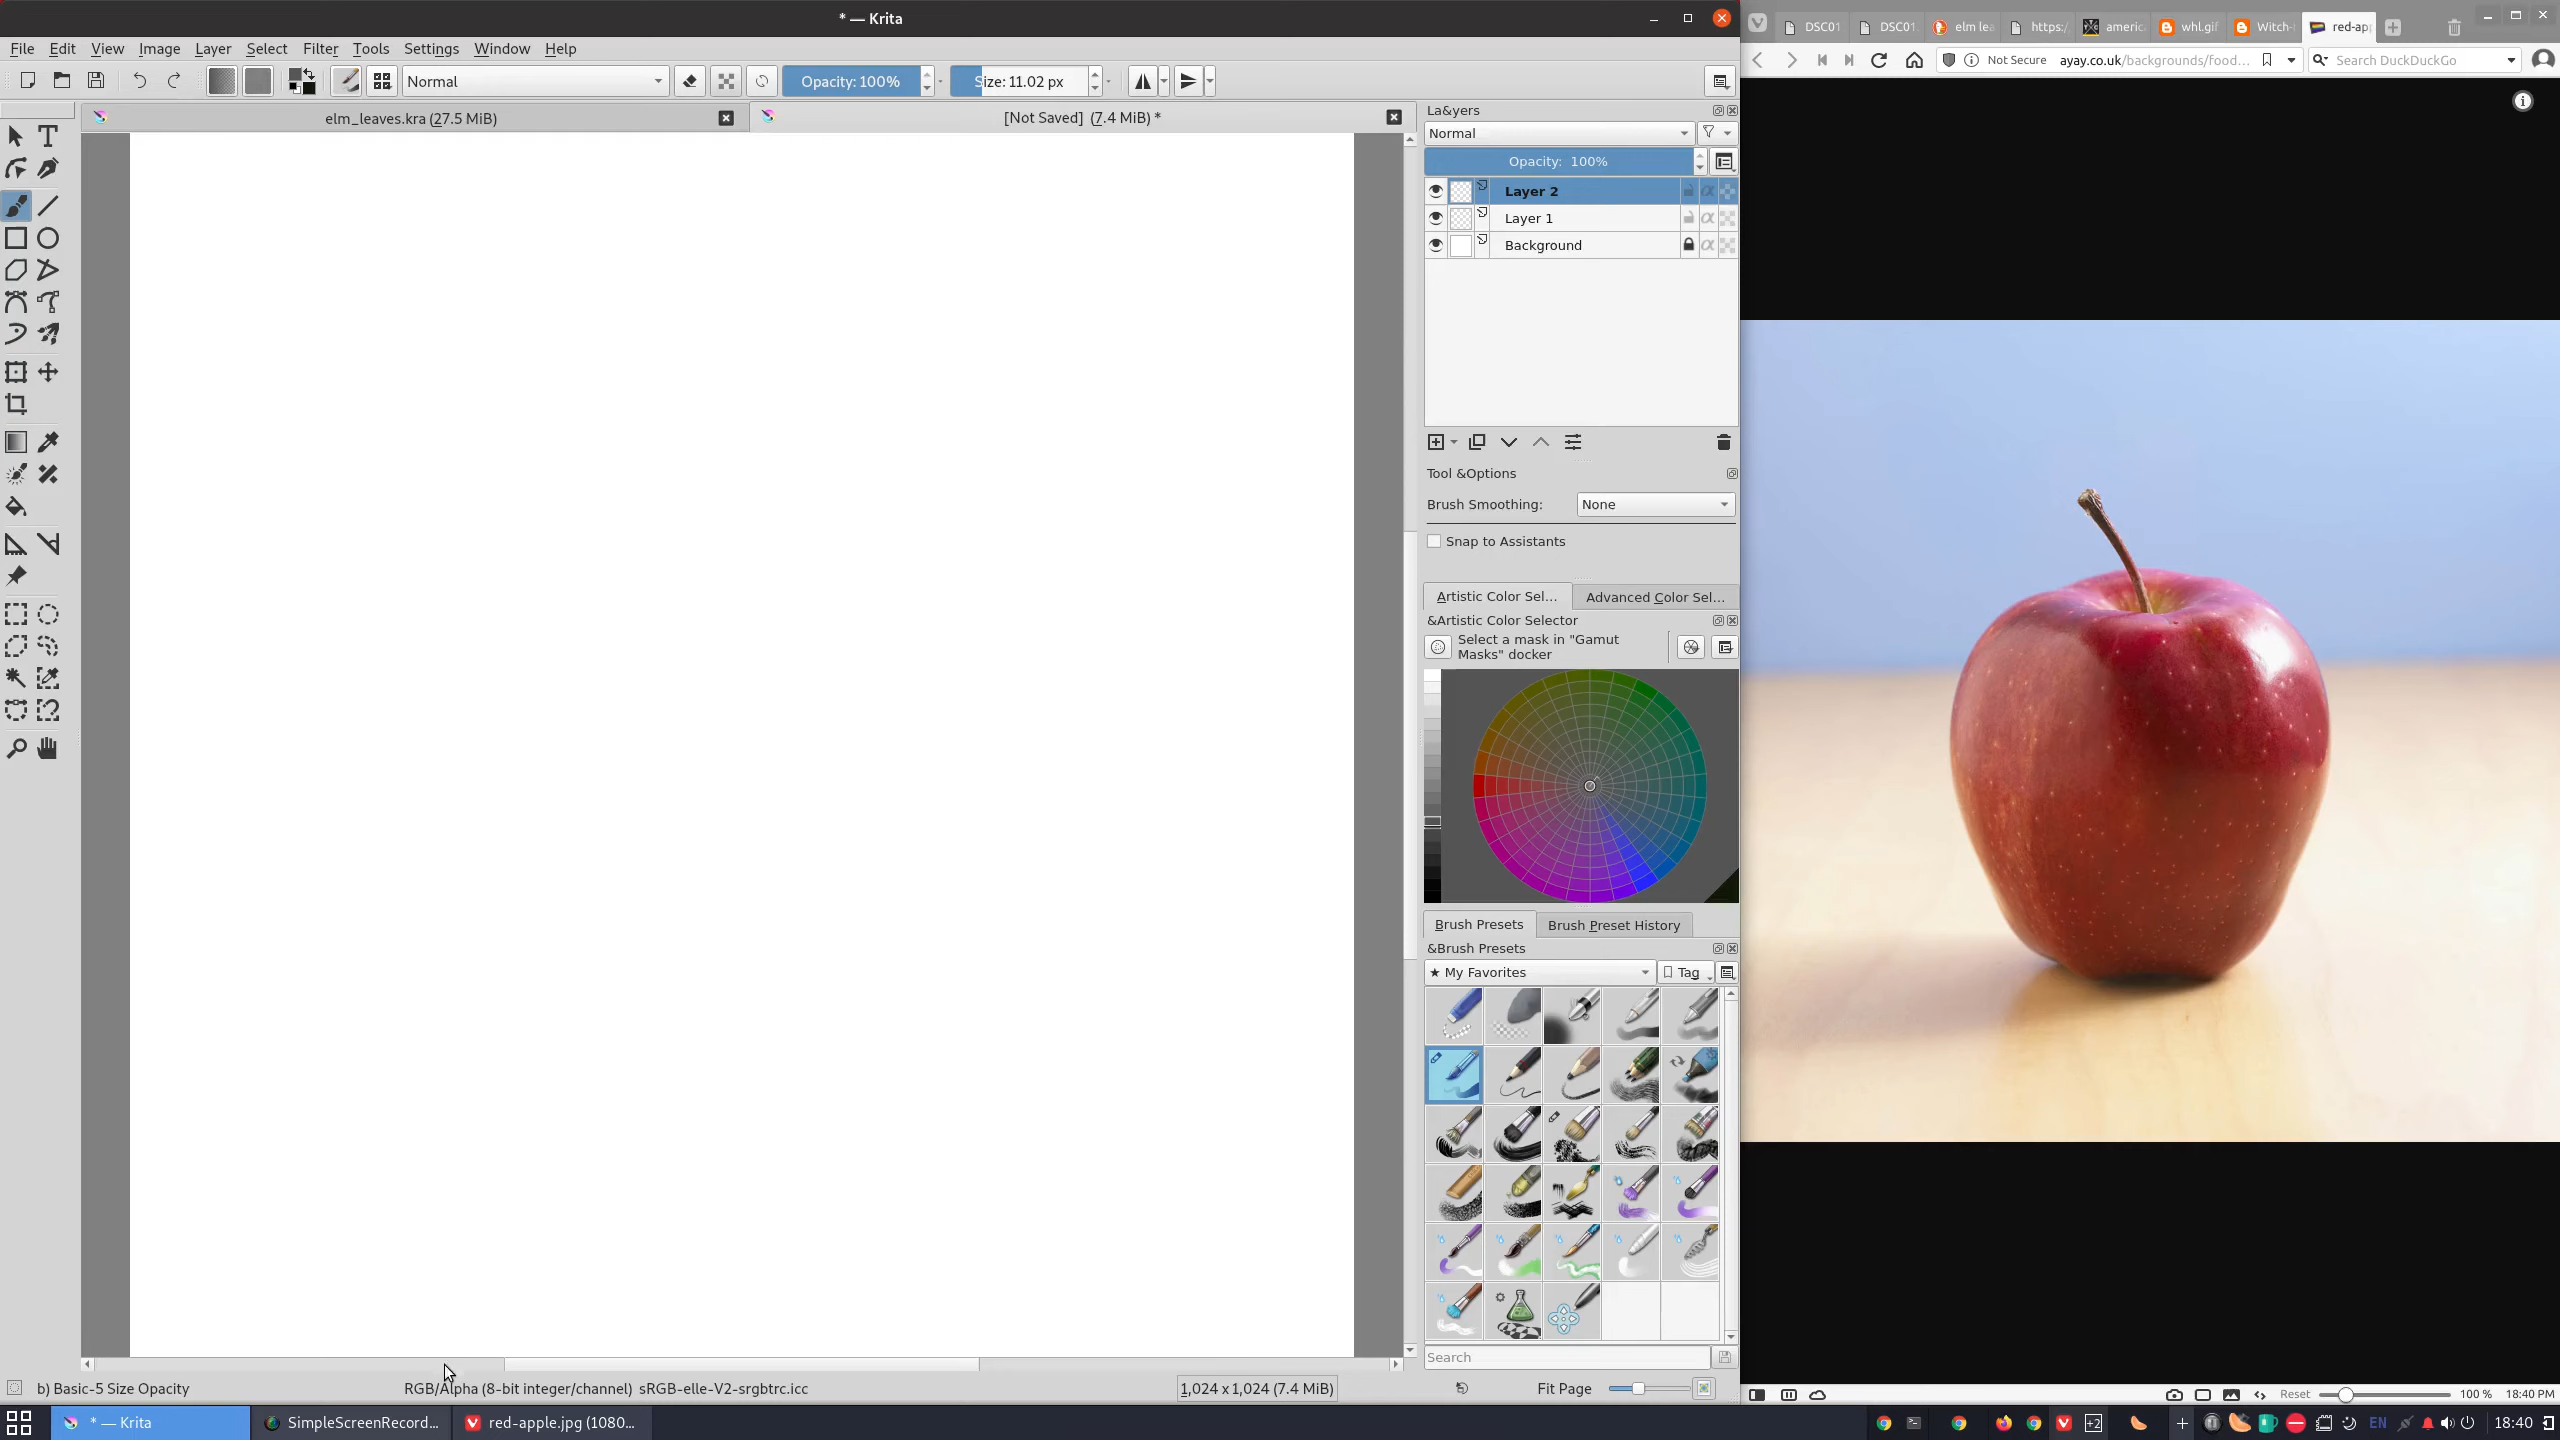 * — Krita
File Edit View Image Layer Select Filter Tools Settings Window Help
Normal
Opacity: 100%
Size: 11.02 px
elm_leaves.kra (27.5 MiB)
[Not Saved] (7.4 MiB) *
La&yers
Normal
Opacity: 100%
Layer 2
Layer 1
Background
Tool &Options
Brush Smoothing: None
Snap to Assistants
Artistic Color Sel... Advanced Color Sel...
&Artistic Color Selector
Select a mask in "Gamut
Masks" docker
Brush Presets Brush Preset History
&Brush Presets
★ My Favorites Tag
Search
b) Basic-5 Size Opacity
RGB/Alpha (8-bit integer/channel) sRGB-elle-V2-srgbtrc.icc
1,024 x 1,024 (7.4 MiB)
Fit Page
DSC01 DSC01 elm lea https: americ whl.gif Witch- red-ap
Not Secure ayay.co.uk/backgrounds/food... Search DuckDuckGo
Reset 100 % 18:40 PM
* — Krita SimpleScreenRecord... red-apple.jpg (1080... +2 EN 18:40